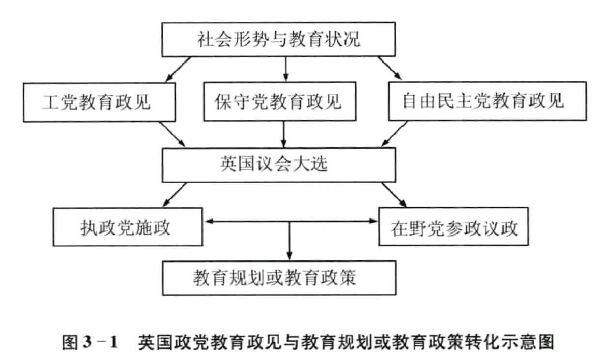 社会形势与教育状况
工党教育政见
保守党教育政见
自由民主党教育政见
英国议会大选
执政党施政
在野党参政议政
教育规划或教育政策
图3-1 英国政党教育政见与教育规划或教育政策转化示意图